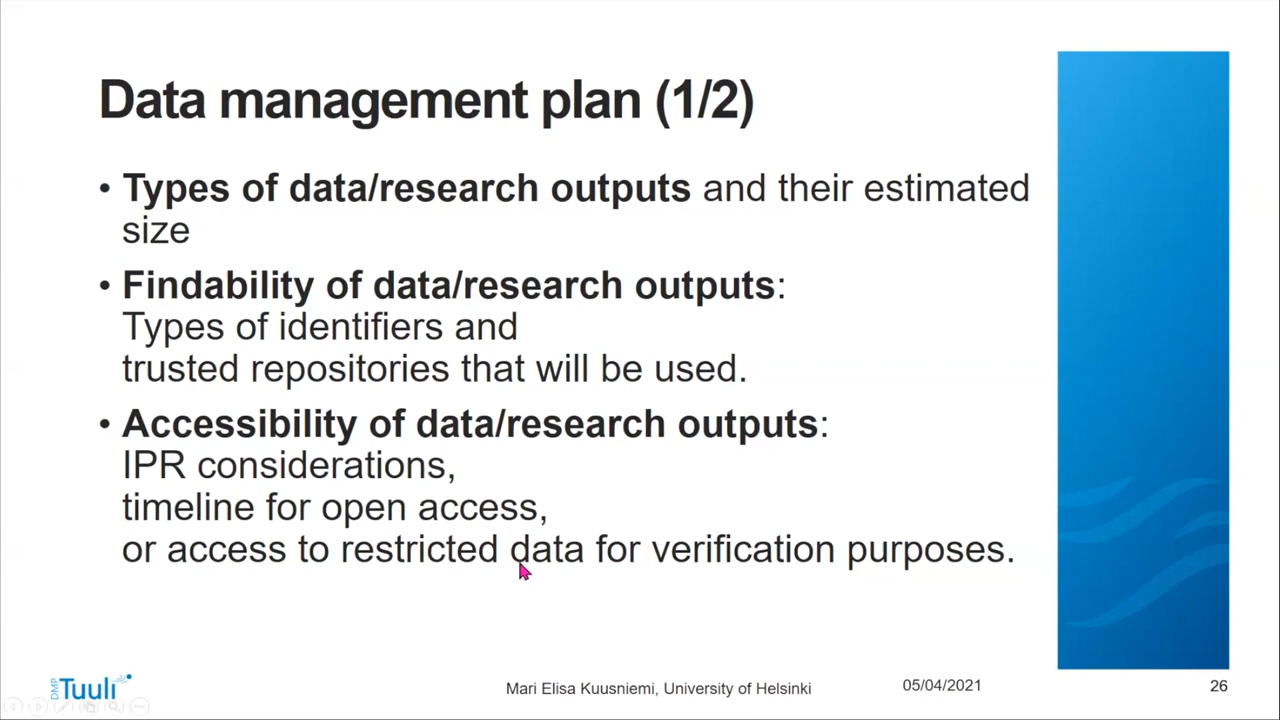 Data management plan (1/2)
• Types of data/research outputs and their estimated
size
• Findability of data/research outputs:
Types of identifiers and
trusted repositories that will be used.
• Accessibility of data/research outputs:
IPR considerations,
timeline for open access,
or access to restricted data for verification purposes.
DMP
Tuuli
Mari Elisa Kuusniemi, University of Helsinki
05/04/2021
26